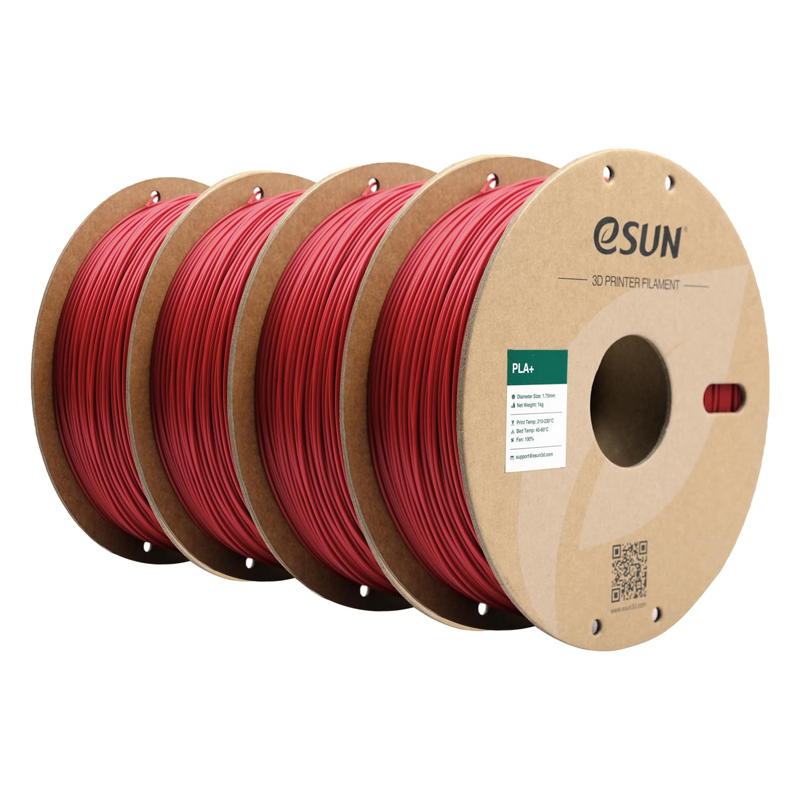 eSUN®
3D PRINTER FILAMENT
PLA+
Diameter Size: 1.75mm
Net Weight: 1kg
Print Temp: 210-230°C
Bed Temp: 45-60°C
Fan: 100%
support@esun3d.com
www.esun3d.com